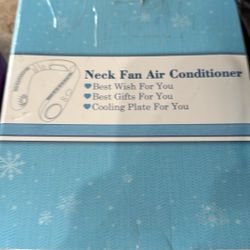 Neck Fan Air Conditioner
Best Wish For You
Best Gifts For You
Cooling Plate For You